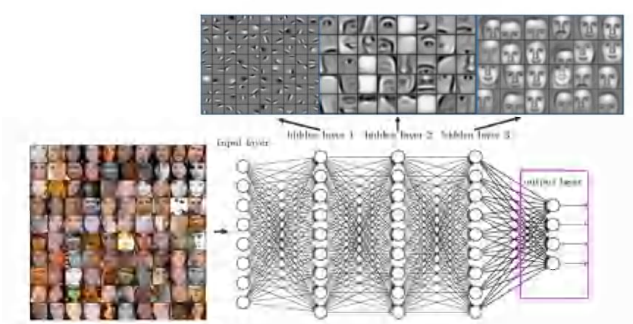 hidden layer 1 hidden layer 2 hidden layer 3
input layer
output layer